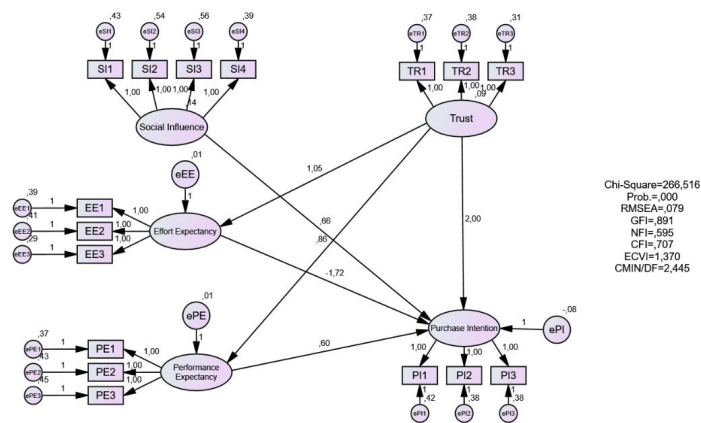 ,43 ,54 ,56 ,39
eSI1 eSI2 eSI3 eSI4
1 1 1 1
SI1 SI2 SI3 SI4
1,00 1,00 1,00 1,00
,14
Social Influence
,37 ,38 ,31
eTR1 eTR2 eTR3
1 1 1
TR1 TR2 TR3
1,00 1,00 1,00
,09
Trust
,01
eEE
1
1,05
,66
,86
2,00
-1,72
,60
,39
eEE1 1 EE1 1,00
,41
eEE2 1 EE2 1,00
,29
eEE3 1 EE3 1,00
Effort Expectancy
,01
ePE
1
,37
ePE1 1 PE1 1,00
,43
ePE2 1 PE2 1,00
,45
ePE3 1 PE3 1,00
Performance
Expectancy
Purchase Intention
-,08
1 ePI
1,00 1,00 1,00
PI1 PI2 PI3
1 1 1
,42 ,38 ,38
ePI1 ePI2 ePI3
Chi-Square=266,516
Prob.=,000
RMSEA=,079
GFI=,891
NFI=,595
CFI=,707
ECVI=1,370
CMIN/DF=2,445